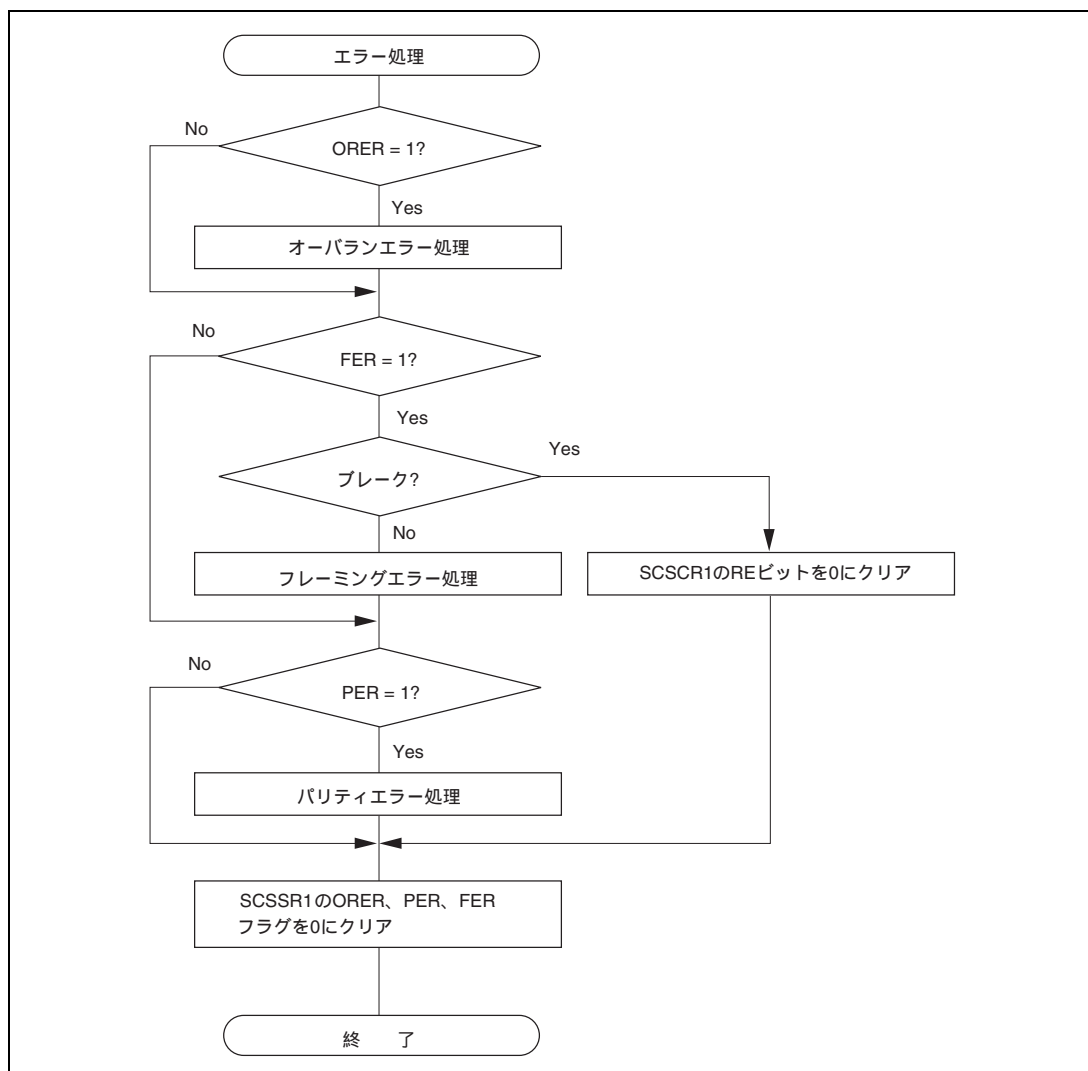 エラー処理
No
ORER = 1?
Yes
オーバランエラー処理
No
FER = 1?
Yes
Yes
ブレーク?
No
フレーミングエラー処理
SCSCR1のREビットを0にクリア
No
PER = 1?
Yes
パリティエラー処理
SCSSR1のORER、PER、FER
フラグを0にクリア
終 了